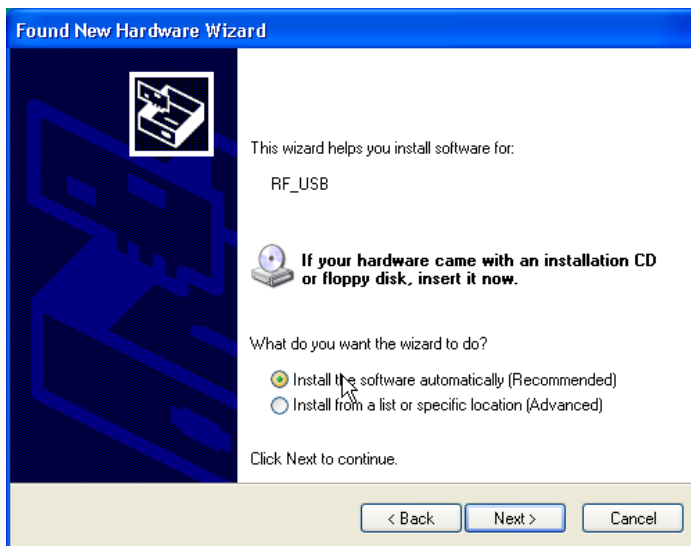 Found New Hardware Wizard
This wizard helps you install software for:
RF_USB
If your hardware came with an installation CD
or floppy disk, insert it now.
What do you want the wizard to do?
Install the software automatically (Recommended)
Install from a list or specific location (Advanced)
Click Next to continue.
< Back
Next >
Cancel